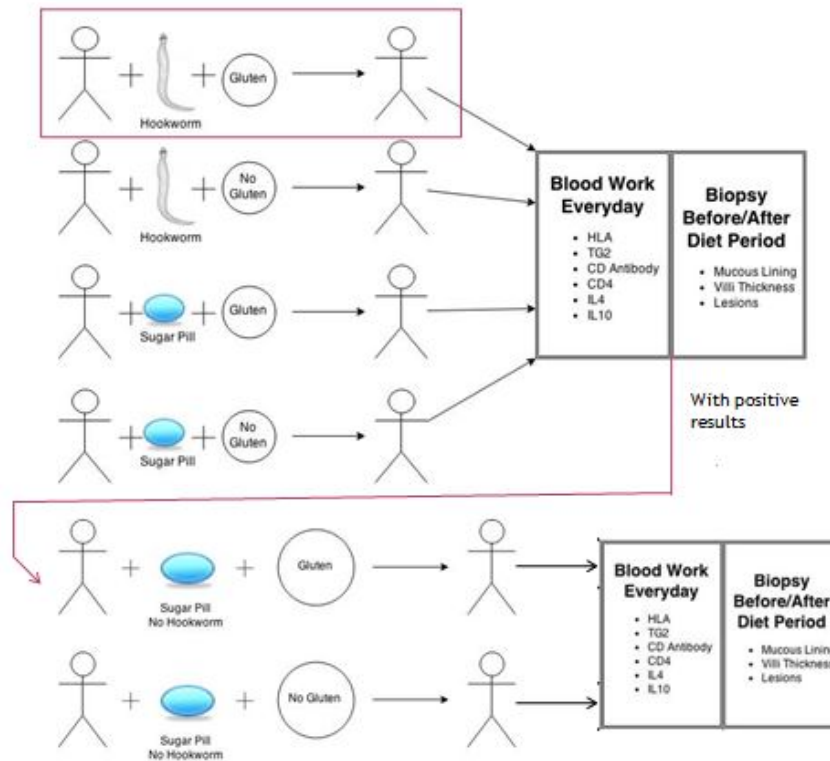 Gluten
Hookworm
No
Gluten
Hookworm
Gluten
Sugar Pill
No
Gluten
Sugar Pill
Blood Work
Everyday
• HLA
• TG2
• CD Antibody
• CD4
• IL4
• IL10
Biopsy
Before/After
Diet Period
• Mucous Lining
• Villi Thickness
• Lesions
With positive
results
Gluten
Sugar Pill
No Hookworm
No Gluten
Sugar Pill
No Hookworm
Blood Work
Everyday
• HLA
• TG2
• CD Antibody
• CD4
• IL4
• IL10
Biopsy
Before/After
Diet Period
• Mucous Lining
• Villi Thickness
• Lesions